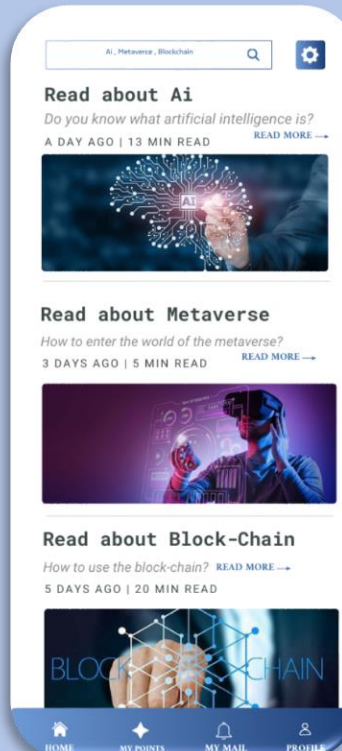 Ai , Metaverce , Blockchain
Read about Ai
Do you know what artificial intelligence is?
A DAY AGO | 13 MIN READ
READ MORE →
AI
Read about Metaverse
How to enter the world of the metaverse?
3 DAYS AGO | 5 MIN READ
READ MORE →
Read about Block-Chain
How to use the block-chain? READ MORE →
5 DAYS AGO | 20 MIN READ
BLOCK CHAIN
HOME MY POINTS MY MAIL PROFILE